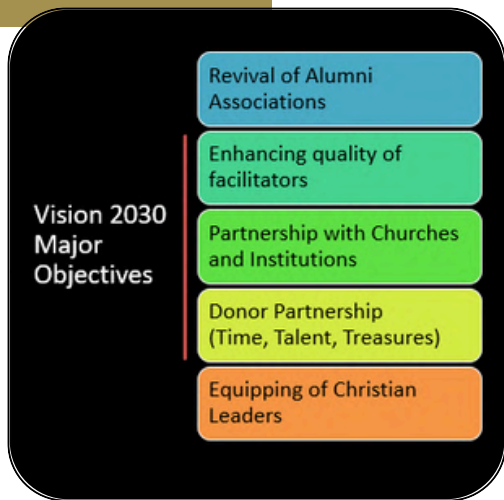 Vision 2030
Major
Objectives
Revival of Alumni
Associations
Enhancing quality of
facilitators
Partnership with Churches
and Institutions
Donor Partnership
(Time, Talent, Treasures)
Equipping of Christian
Leaders